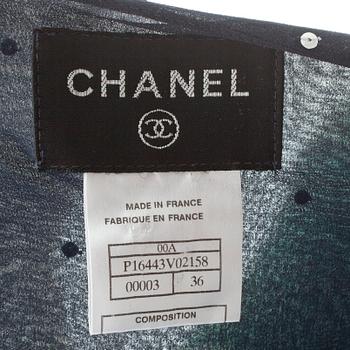 CHANEL
MADE IN FRANCE
FABRIQUE EN FRANCE
00A
P16443V02158
00003 36
COMPOSITION